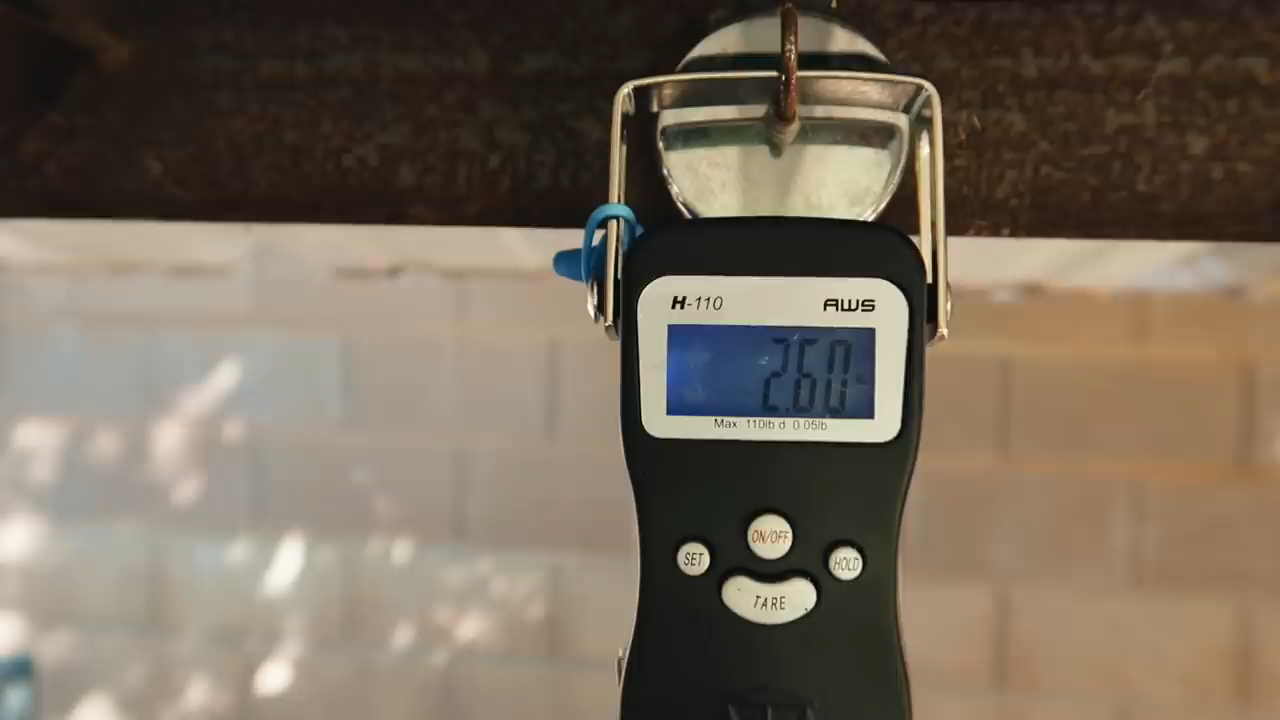 H-110 AWS
2.60
Max 110lb d 0.05lb
ON/OFF
SET HOLD
TARE